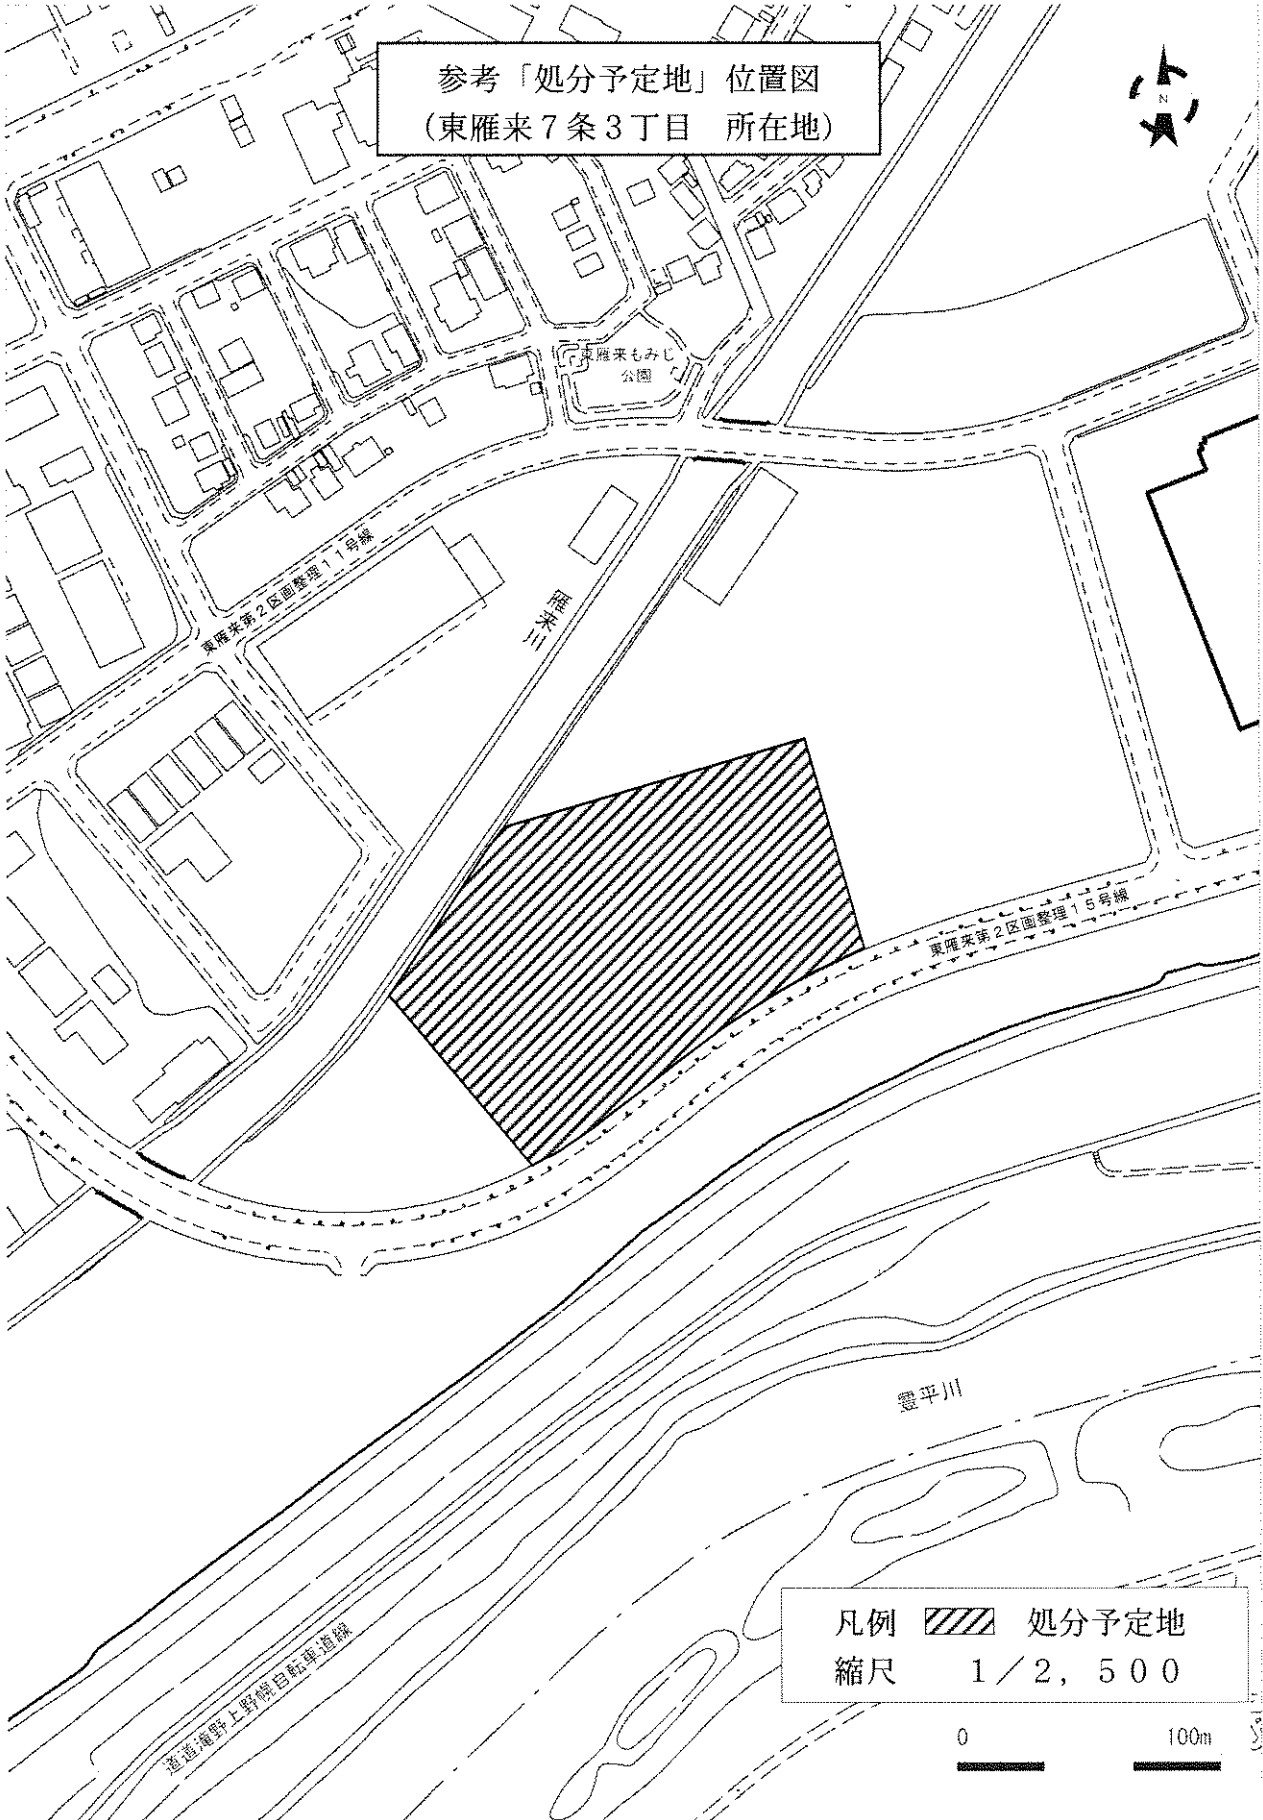 参考「処分予定地」位置図
(東雁来7条3丁目　所在地)
N
東雁来もみじ
公園
東雁来第2区画整理11号線
雁来川
東雁来第2区画整理15号線
豊平川
道道滝野上野幌自転車道線
凡例　処分予定地
縮尺　1／2，500
0　100m